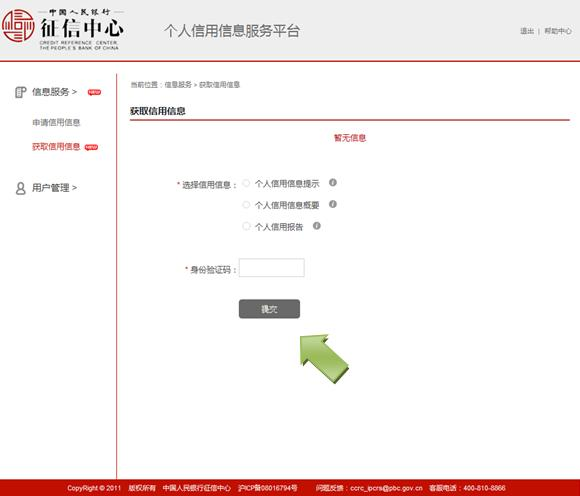 中国人民银行
征信中心
CREDIT REFERENCE CENTER,
THE PEOPLE'S BANK OF CHINA
个人信用信息服务平台
退出 | 帮助中心
信息服务 > NEW
申请信用信息
获取信用信息 NEW
用户管理 >
当前位置：信息服务 > 获取信用信息
获取信用信息
暂无信息
* 选择信用信息：
个人信用信息提示
个人信用信息概要
个人信用报告
* 身份验证码：
提交
CopyRight © 2011 版权所有 中国人民银行征信中心 沪ICP备08016794号 问题反馈：ccrc_ipcrs@pbc.gov.cn 客服电话：400-810-8866